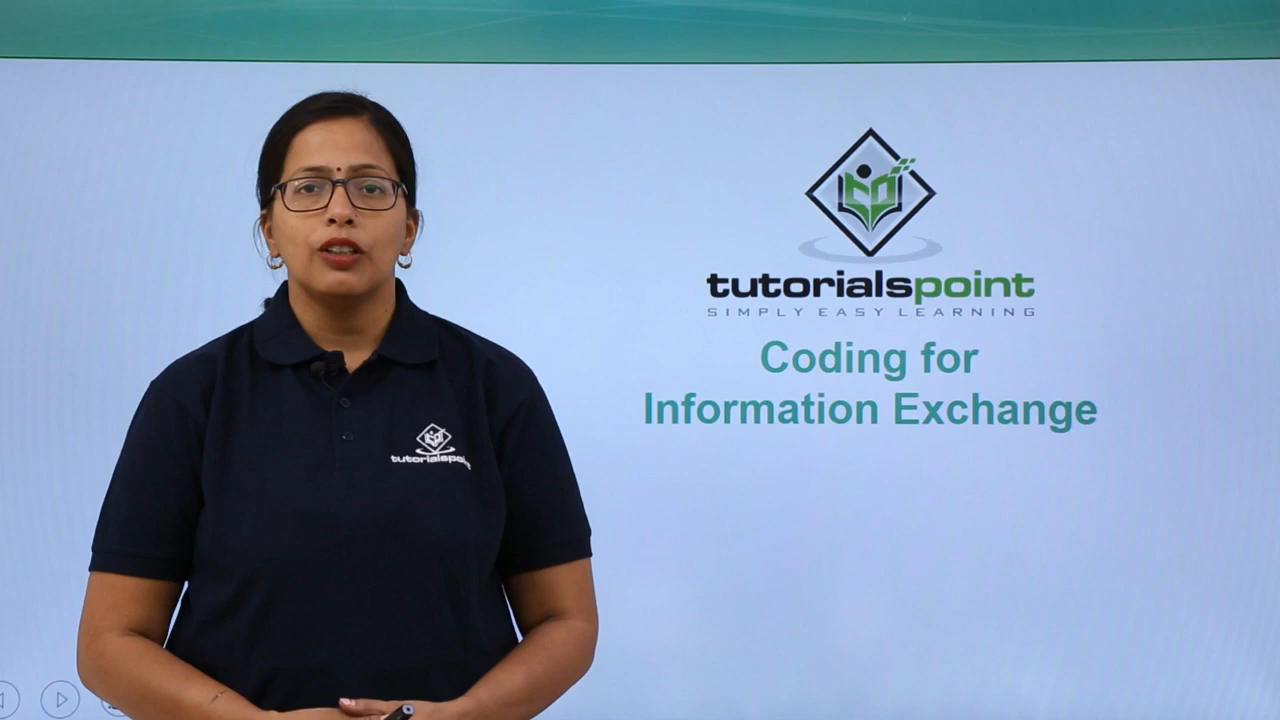 tutorialspoint
SIMPLY EASY LEARNING
Coding for
Information Exchange
tutorialspoint